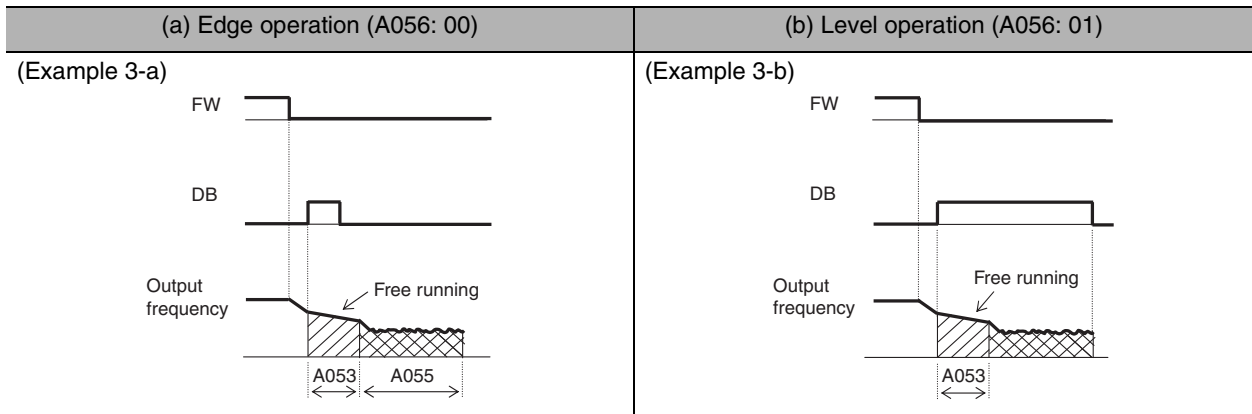 (a) Edge operation (A056: 00)
(b) Level operation (A056: 01)
(Example 3-a)
FW
DB
Output
frequency
Free running
A053
A055
(Example 3-b)
FW
DB
Output
frequency
Free running
A053